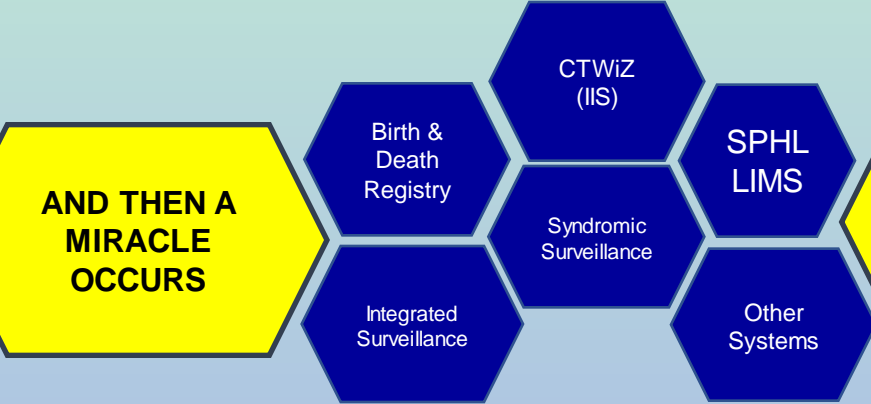 AND THEN A
MIRACLE
OCCURS
Birth &
Death
Registry
Integrated
Surveillance
CTWiZ
(IIS)
Syndromic
Surveillance
SPHL
LIMS
Other
Systems